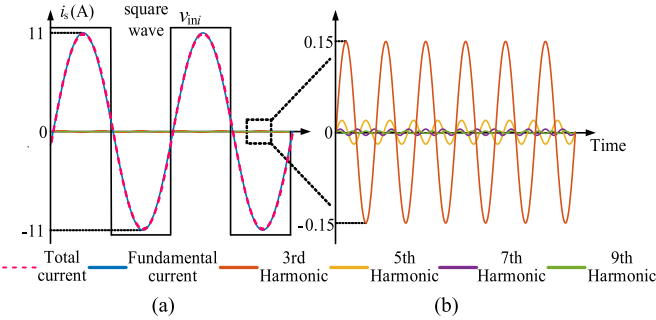 i_s(A)
square
wave
v_ini
11
0
-11
0.15
0
-0.15
Time
Total
current
Fundamental
current
3rd
Harmonic
5th
Harmonic
7th
Harmonic
9th
Harmonic
(a)
(b)